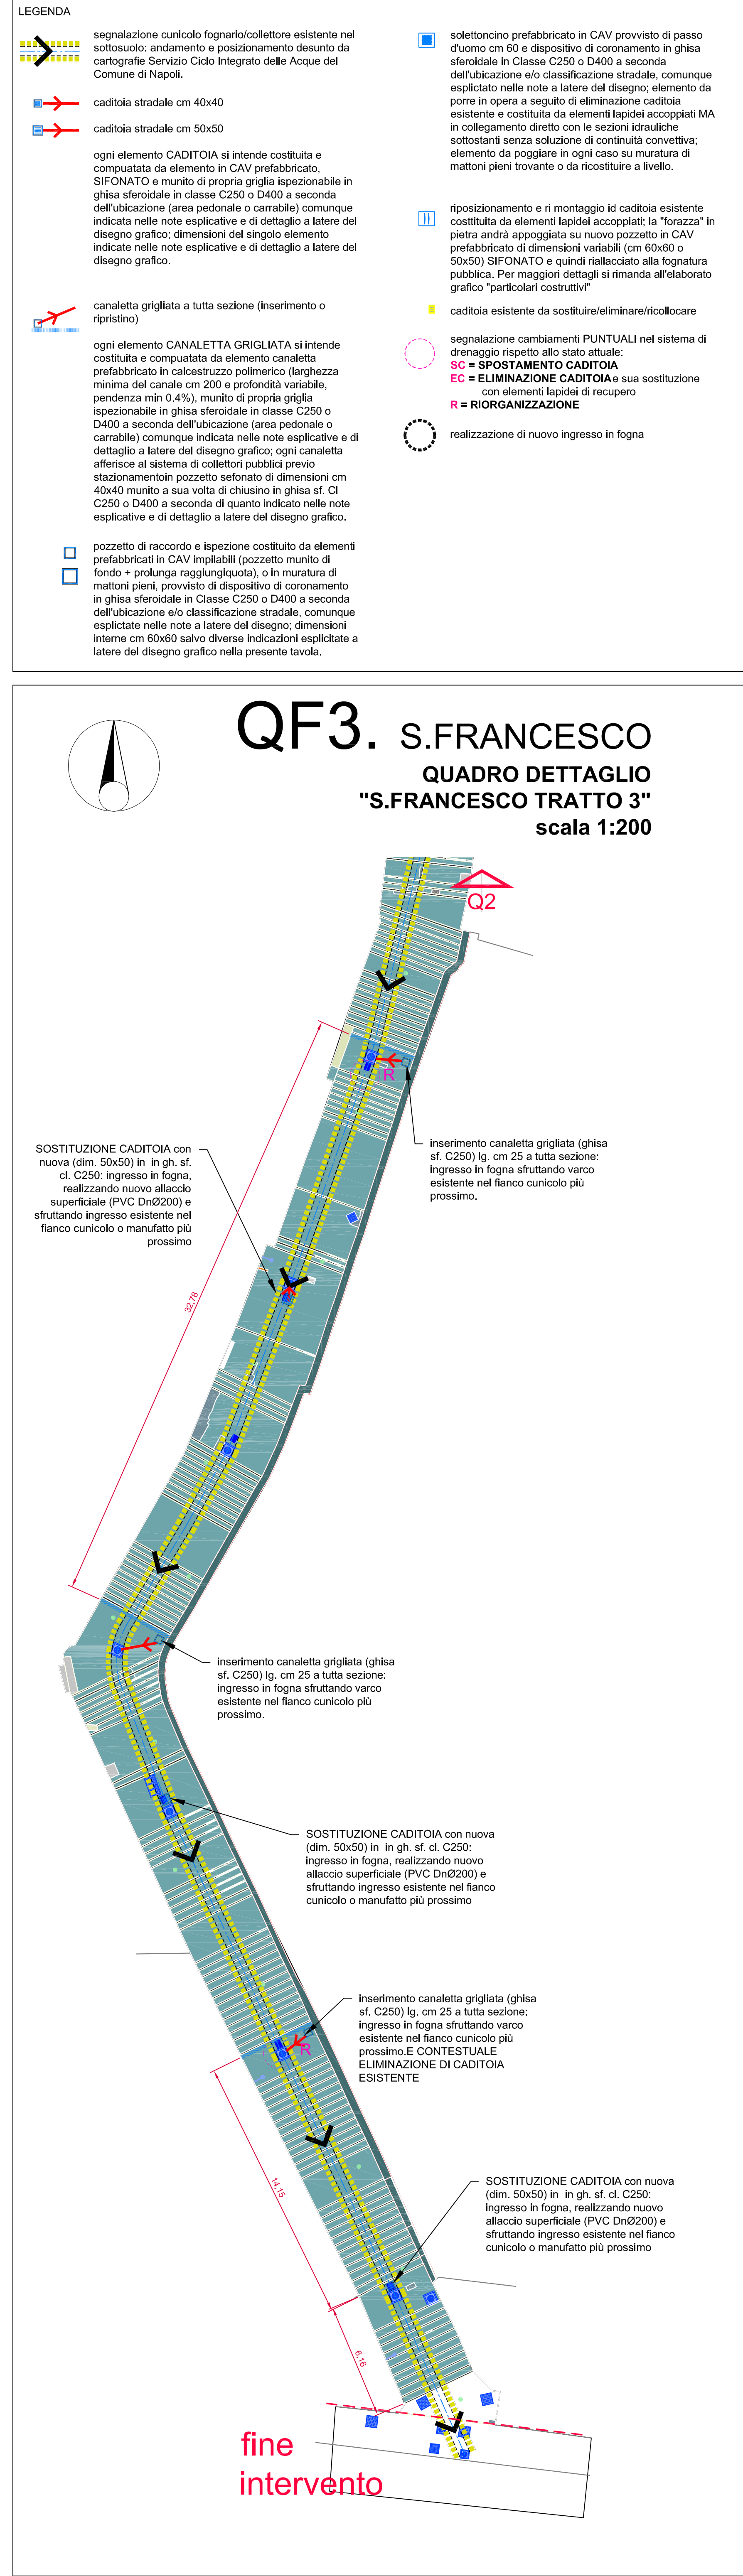 LEGENDA
segnalazione cunicolo fognario/collettore esistente nel
sottosuolo: andamento e posizionamento desunto da
cartografie Servizio Ciclo Integrato delle Acque del
Comune di Napoli.
caditoia stradale cm 40x40
caditoia stradale cm 50x50
ogni elemento CADITOIA si intende costituita e
compuatata da elemento in CAV prefabbricato,
SIFONATO e munito di propria griglia ispezionabile in
ghisa sferoidale in classe C250 o D400 a seconda
dell'ubicazione (area pedonale o carrabile) comunque
indicata nelle note esplicative e di dettaglio a latere del
disegno grafico; dimensioni del singolo elemento
indicate nelle note esplicative e di dettaglio a latere del
disegno grafico.
canaletta grigliata a tutta sezione (inserimento o
ripristino)
ogni elemento CANALETTA GRIGLIATA si intende
costituita e compuatata da elemento canaletta
prefabbricato in calcestruzzo polimerico (larghezza
minima del canale cm 200 e profondità variabile,
pendenza min 0.4%), munito di propria griglia
ispezionabile in ghisa sferoidale in classe C250 o
D400 a seconda dell'ubicazione (area pedonale o
carrabile) comunque indicata nelle note esplicative e di
dettaglio a latere del disegno grafico; ogni canaletta
afferisce al sistema di collettori pubblici previo
stazionamentoin pozzetto sefonato di dimensioni cm
40x40 munito a sua volta di chiusino in ghisa sf. Cl
C250 o D400 a seconda di quanto indicato nelle note
esplicative e di dettaglio a latere del disegno grafico.
pozzetto di raccordo e ispezione costituito da elementi
prefabbricati in CAV impilabili (pozzetto munito di
fondo + prolunga raggiungiquota), o in muratura di
mattoni pieni, provvisto di dispositivo di coronamento
in ghisa sferoidale in Classe C250 o D400 a seconda
dell'ubicazione e/o classificazione stradale, comunque
esplictate nelle note a latere del disegno; dimensioni
interne cm 60x60 salvo diverse indicazioni esplicitate a
latere del disegno grafico nella presente tavola.
solettoncino prefabbricato in CAV provvisto di passo
d'uomo cm 60 e dispositivo di coronamento in ghisa
sferoidale in Classe C250 o D400 a seconda
dell'ubicazione e/o classificazione stradale, comunque
esplicitato nelle note a latere del disegno; elemento da
porre in opera a seguito di eliminazione caditoia
esistente e costituita da elementi lapidei accoppiati MA
in collegamento diretto con le sezioni idrauliche
sottostanti senza soluzione di continuità convettiva;
elemento da poggiare in ogni caso su muratura di
mattoni pieni trovante o da ricostituire a livello.
riposizionamento e ri montaggio id caditoia esistente
costtituita da elementi lapidei accoppiati; la "forazza" in
pietra andrà appoggiata su nuovo pozzetto in CAV
prefabbricato di dimensioni variabili (cm 60x60 o
50x50) SIFONATO e quindi riallacciato alla fognatura
pubblica. Per maggiori dettagli si rimanda all'elaborato
grafico "particolari costruttivi"
caditoia esistente da sostituire/eliminare/ricollocare
segnalazione cambiamenti PUNTUALI nel sistema di
drenaggio rispetto allo stato attuale:
SC = SPOSTAMENTO CADITOIA
EC = ELIMINAZIONE CADITOIA e sua sostituzione
con elementi lapidei di recupero
R = RIORGANIZZAZIONE
realizzazione di nuovo ingresso in fogna
QF3. S.FRANCESCO
QUADRO DETTAGLIO
"S.FRANCESCO TRATTO 3"
scala 1:200
Q2
R
inserimento canaletta grigliata (ghisa
sf. C250) lg. cm 25 a tutta sezione:
ingresso in fogna sfruttando varco
esistente nel fianco cunicolo più
prossimo.
SOSTITUZIONE CADITOIA con
nuova (dim. 50x50) in in gh. sf.
cl. C250: ingresso in fogna,
realizzando nuovo allaccio
superficiale (PVC DnØ200) e
sfruttando ingresso esistente nel
fianco cunicolo o manufatto più
prossimo
32,78
inserimento canaletta grigliata (ghisa
sf. C250) lg. cm 25 a tutta sezione:
ingresso in fogna sfruttando varco
esistente nel fianco cunicolo più
prossimo.
SOSTITUZIONE CADITOIA con nuova
(dim. 50x50) in in gh. sf. cl. C250:
ingresso in fogna, realizzando nuovo
allaccio superficiale (PVC DnØ200) e
sfruttando ingresso esistente nel fianco
cunicolo o manufatto più prossimo
inserimento canaletta grigliata (ghisa
sf. C250) lg. cm 25 a tutta sezione:
ingresso in fogna sfruttando varco
esistente nel fianco cunicolo più
prossimo.E CONTESTUALE
ELIMINAZIONE DI CADITOIA
ESISTENTE
R
14,15
SOSTITUZIONE CADITOIA con nuova
(dim. 50x50) in in gh. sf. cl. C250:
ingresso in fogna, realizzando nuovo
allaccio superficiale (PVC DnØ200) e
sfruttando ingresso esistente nel fianco
cunicolo o manufatto più prossimo
6,16
fine
intervento